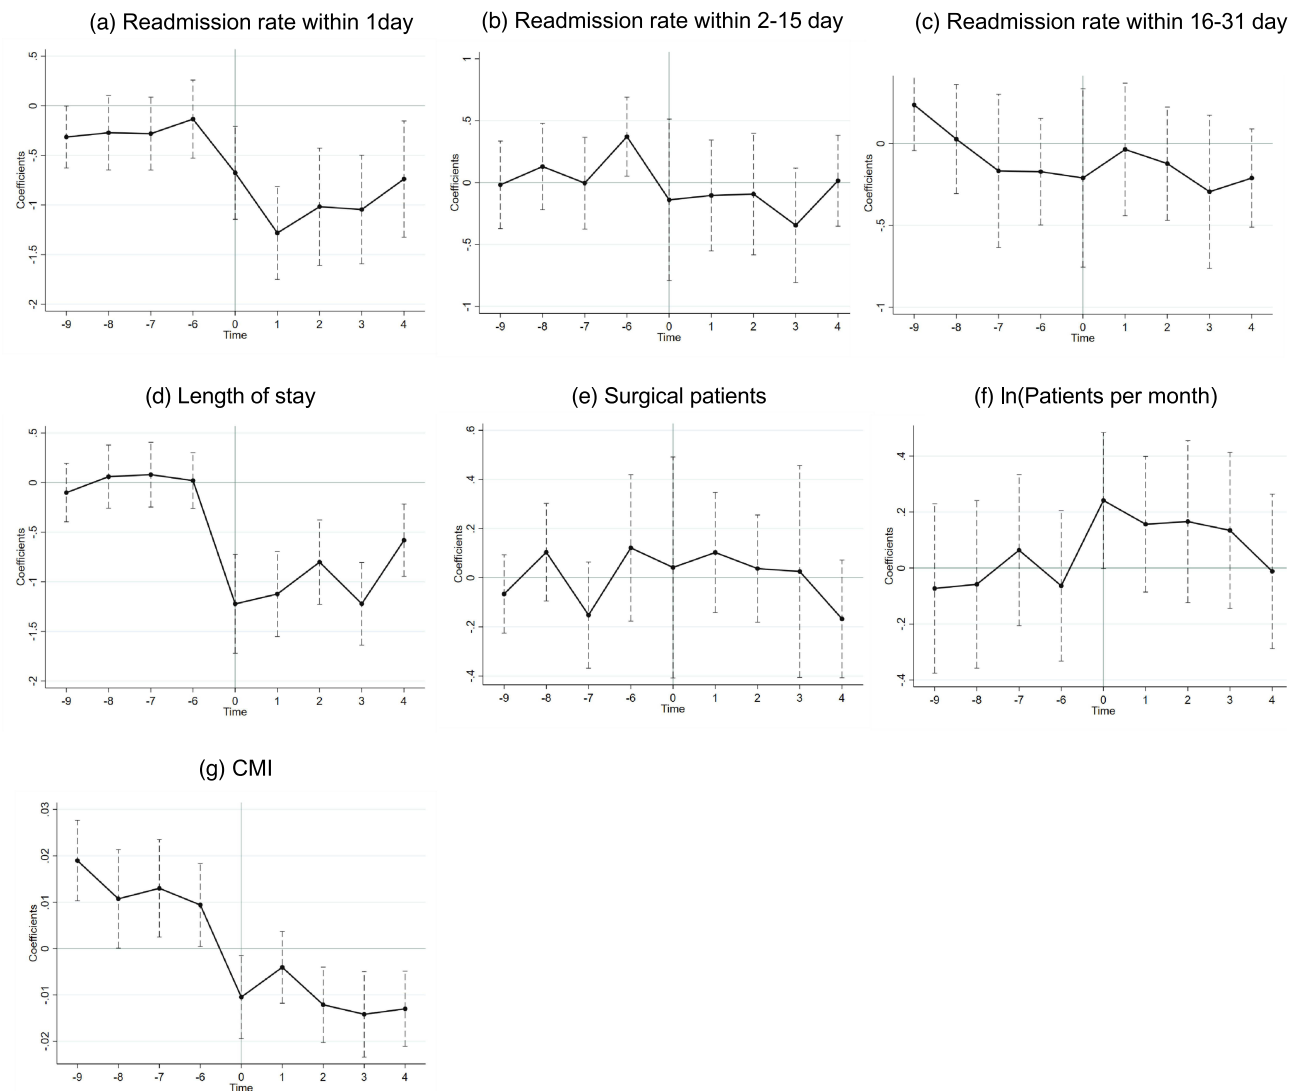 (a) Readmission rate within 1day
(b) Readmission rate within 2-15 day
(c) Readmission rate within 16-31 day
.5
0
-.5
-1
-1.5
-2
Coefficients
-9 -8 -7 -6 0 1 2 3 4
Time
1
.5
0
-.5
-1
Coefficients
-9 -8 -7 -6 0 1 2 3 4
Time
0
-.5
-1
Coefficients
-9 -8 -7 -6 0 1 2 3 4
Time
(d) Length of stay
(e) Surgical patients
(f) ln(Patients per month)
.5
0
-.5
-1
-1.5
-2
Coefficients
-9 -8 -7 -6 0 1 2 3 4
Time
.6
.4
.2
0
-.2
-.4
Coefficients
-9 -8 -7 -6 0 1 2 3 4
Time
.4
.2
0
-.2
-.4
Coefficients
-9 -8 -7 -6 0 1 2 3 4
Time
(g) CMI
.03
.02
.01
0
-.01
-.02
Coefficients
-9 -8 -7 -6 0 1 2 3 4
Time